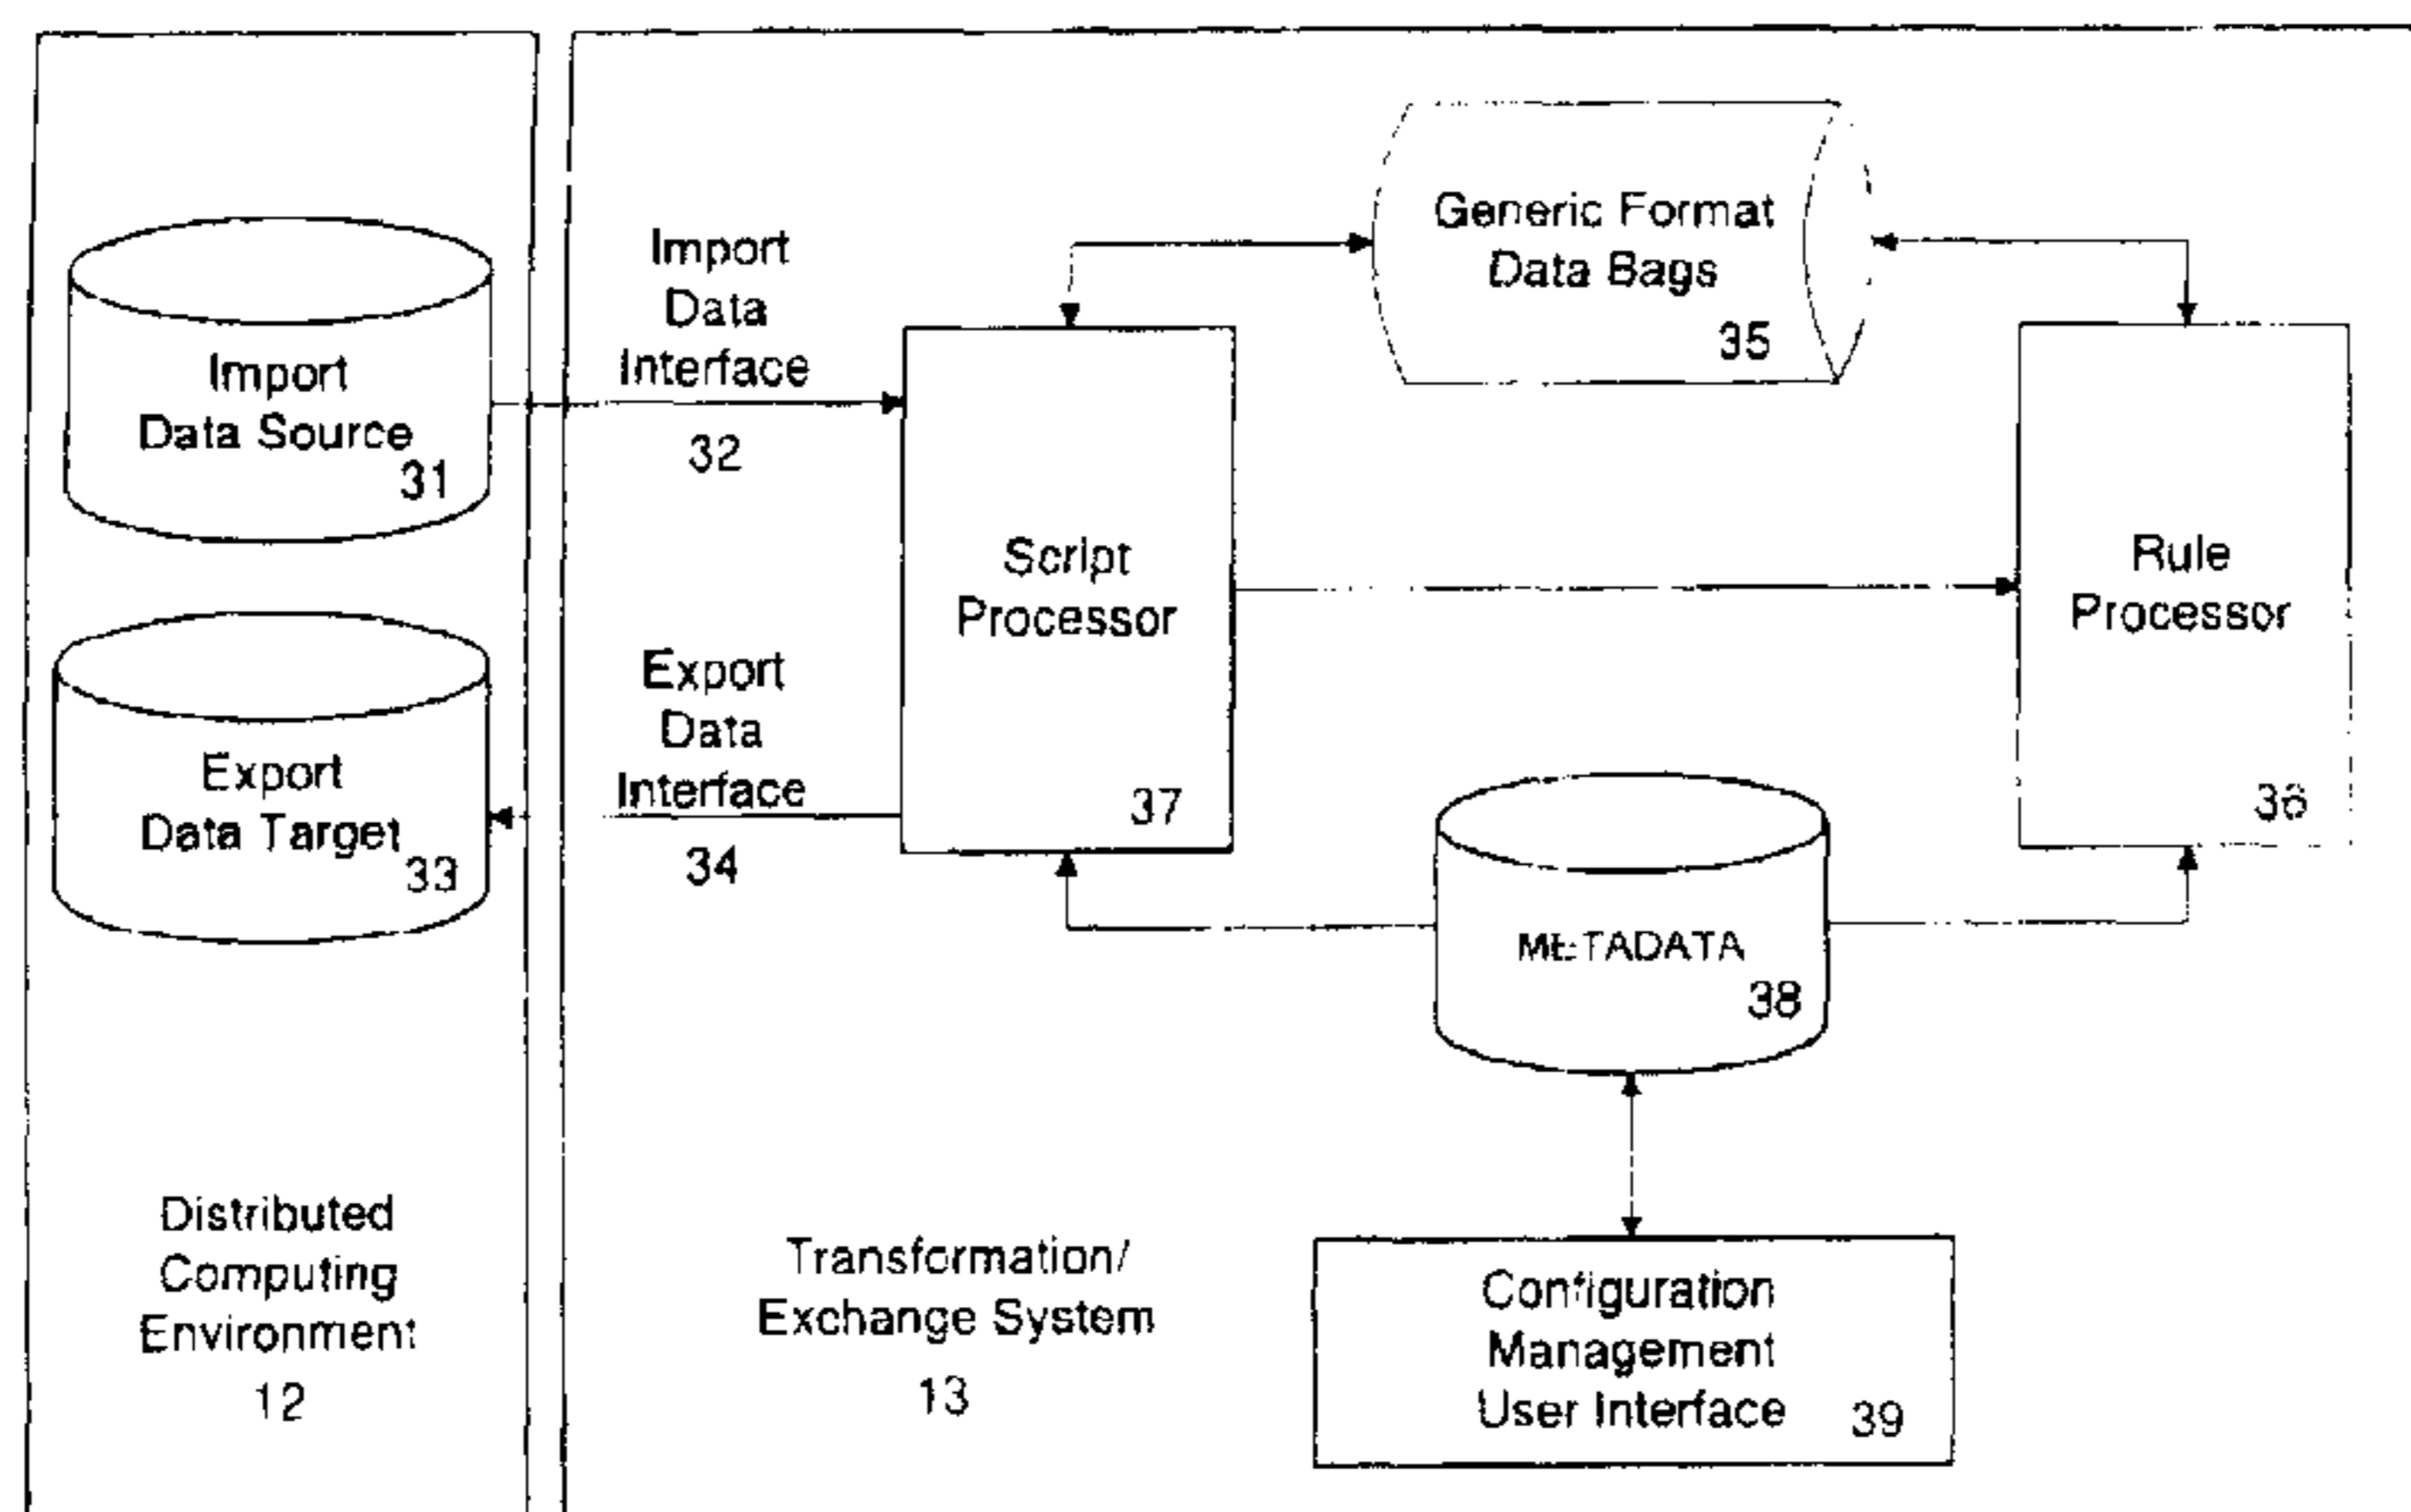 Import
Data Source
31
Export
Data Target
33
Distributed
Computing
Environment
12
Import
Data
Interface
32
Export
Data
Interface
34
Script
Processor
37
Generic Format
Data Bags
35
Rule
Processor
36
METADATA
38
Transformation/
Exchange System
13
Configuration
Management
User Interface
39